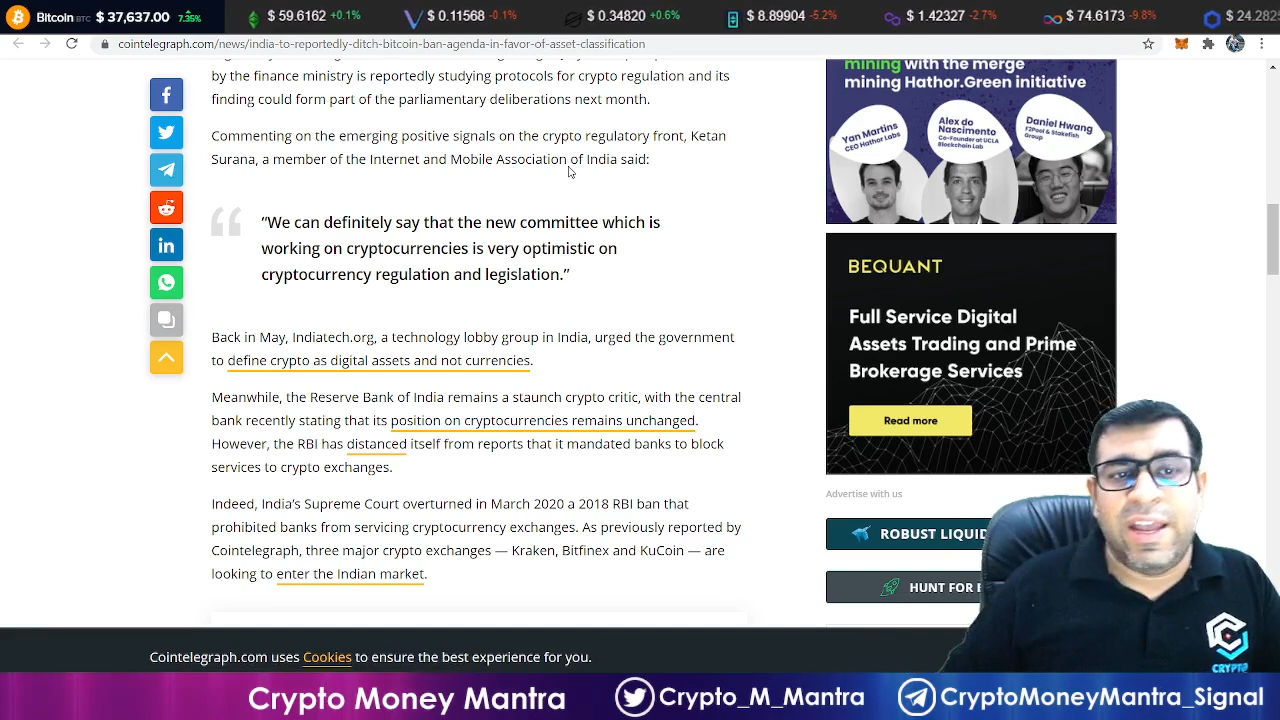 Bitcoin BTC $ 37,637.00 7.35% $ 59.6162 +0.1% $ 0.11568 -0.1% $ 0.34820 +0.6% $ 8.89904 -5.2% $ 1.42327 -2.7% $ 74.6173 -9.8% $ 24.282
cointelegraph.com/news/india-to-reportedly-ditch-bitcoin-ban-agenda-in-favor-of-asset-classification
by the finance ministry is reportedly studying protocols for crypto regulation and its
finding could form part of the parliamentary deliberations next month.
Commenting on the emerging positive signals on the crypto regulatory front, Ketan
Surana, a member of the Internet and Mobile Association of India said:
“We can definitely say that the new committee which is
working on cryptocurrencies is very optimistic on
cryptocurrency regulation and legislation.”
Back in May, Indiatech.org, a technology lobby group in India, urged the government
to define crypto as digital assets and not currencies.
Meanwhile, the Reserve Bank of India remains a staunch crypto critic, with the central
bank recently stating that its position on cryptocurrencies remains unchanged.
However, the RBI has distanced itself from reports that it mandated banks to block
services to crypto exchanges.
Indeed, India’s Supreme Court overturned in March 2020 a 2018 RBI ban that
prohibited banks from servicing cryptocurrency exchanges. As previously reported by
Cointelegraph, three major crypto exchanges — Kraken, Bitfinex and KuCoin — are
looking to enter the Indian market.
mining with the merge
mining Hathor.Green initiative
Yan Martins
CEO Hathor Labs
Alex do
Nascimento
Co-Founder at UCLA
Blockchain Lab
Daniel Hwang
F2Pool & Stakefish
Group
BEQUANT
Full Service Digital
Assets Trading and Prime
Brokerage Services
Read more
Advertise with us
ROBUST LIQUID
HUNT FOR
Cointelegraph.com uses Cookies to ensure the best experience for you.
CRYPTO
Crypto Money Mantra Crypto_M_Mantra CryptoMoneyMantra_Signal